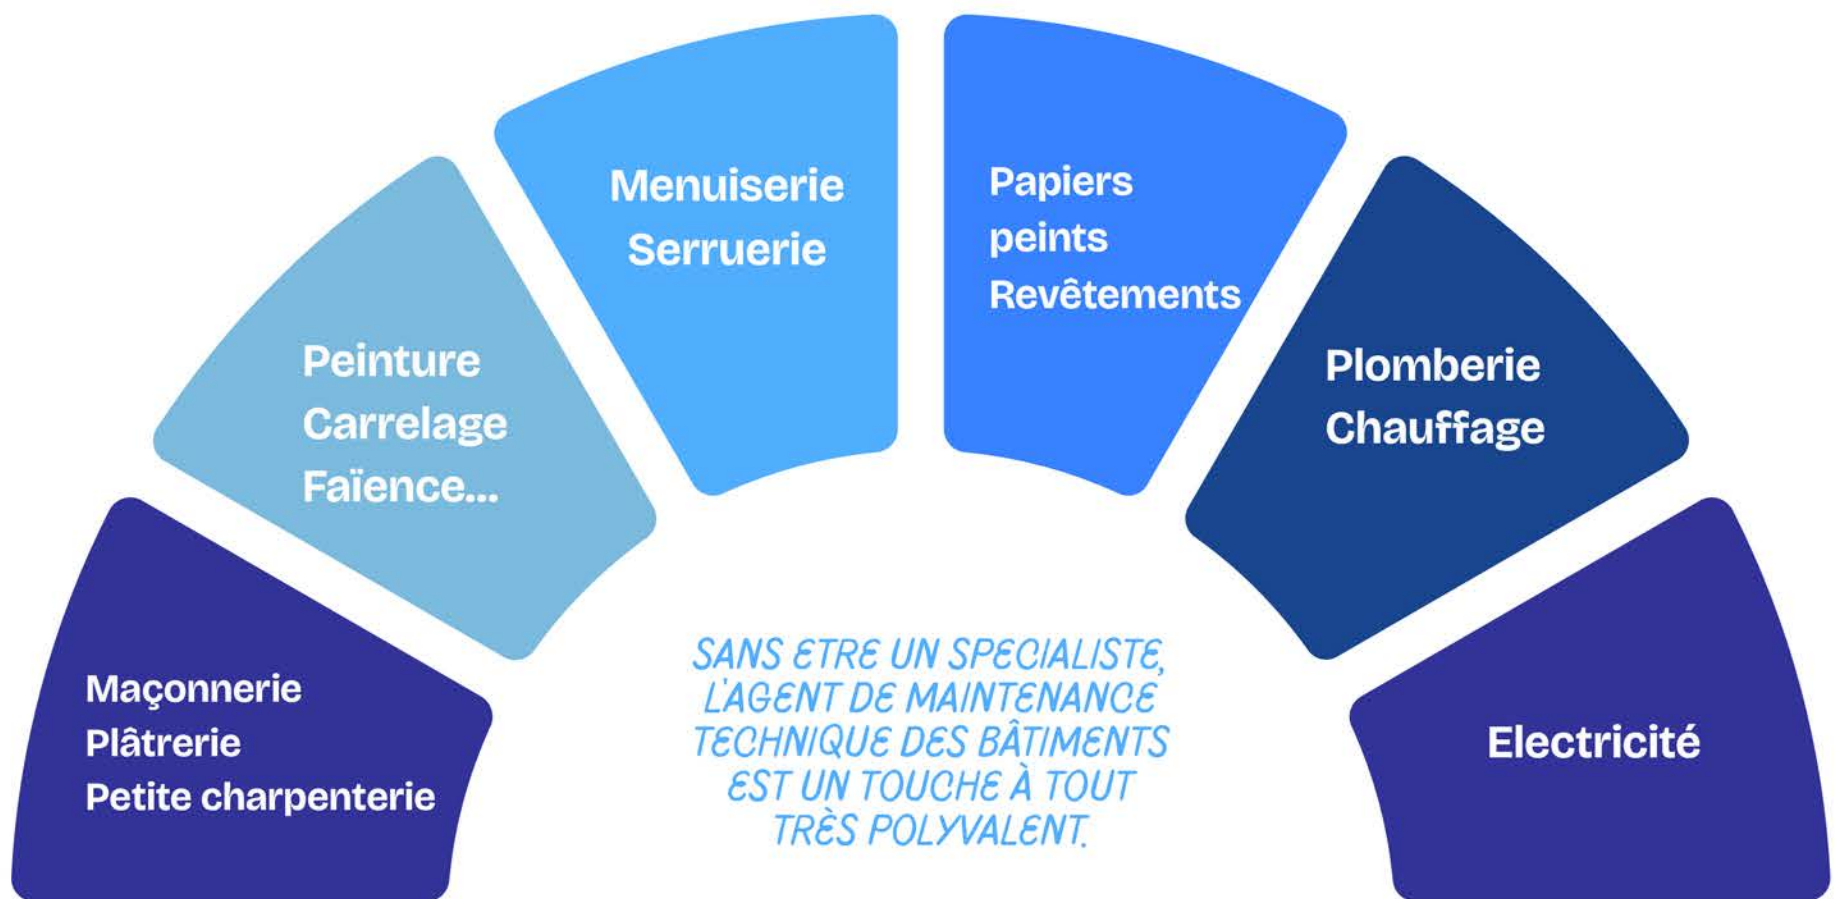 Maçonnerie
Plâtrerie
Petite charpenterie
Peinture
Carrelage
Faïence...
Menuiserie
Serruerie
Papiers
peints
Revêtements
Plomberie
Chauffage
Electricité
SANS ETRE UN SPECIALISTE,
L'AGENT DE MAINTENANCE
TECHNIQUE DES BÂTIMENTS
EST UN TOUCHE À TOUT
TRÈS POLYVALENT.